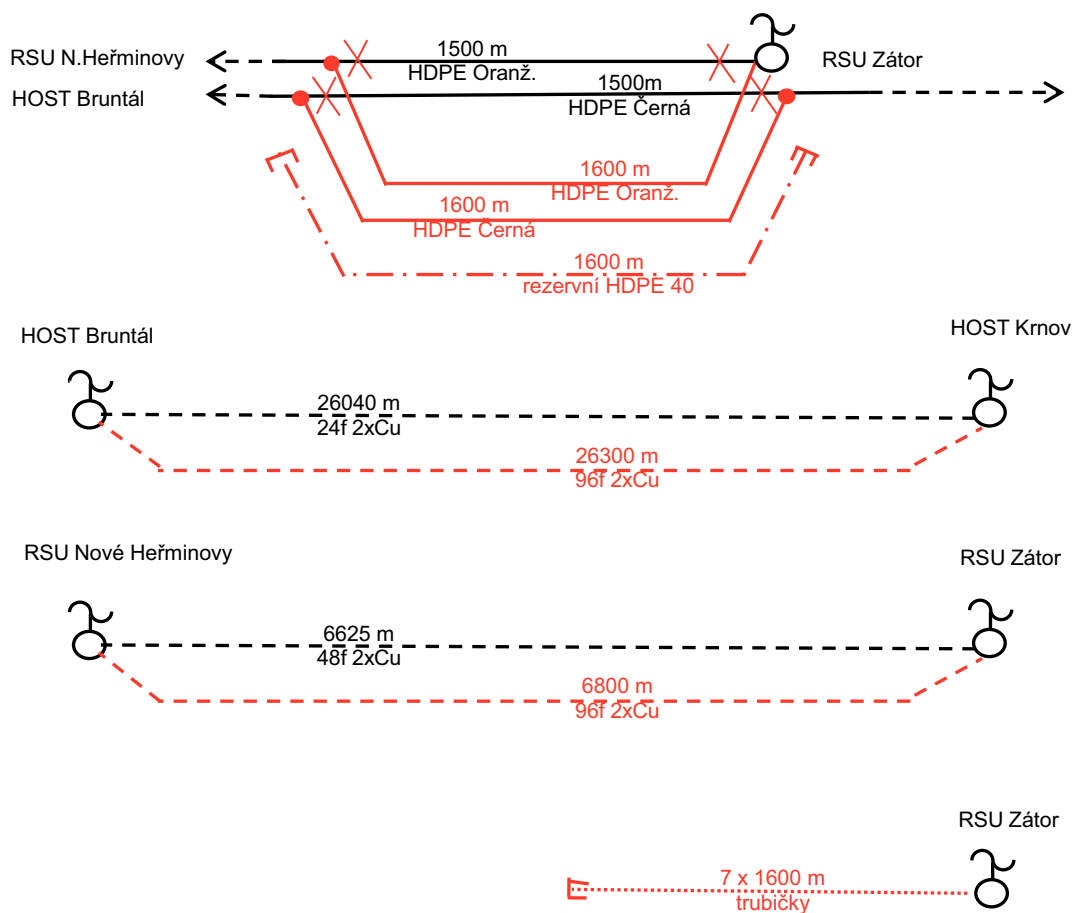 RSU N.Heřminovy
1500 m
HDPE Oranž.
RSU Zátor
HOST Bruntál
1500m
HDPE Černá
1600 m
HDPE Oranž.
1600 m
HDPE Černá
1600 m
rezervní HDPE 40
HOST Bruntál
HOST Krnov
26040 m
24f 2xCu
26300 m
96f 2xCu
RSU Nové Heřminovy
RSU Zátor
6625 m
48f 2xCu
6800 m
96f 2xCu
RSU Zátor
7 x 1600 m
trubičky